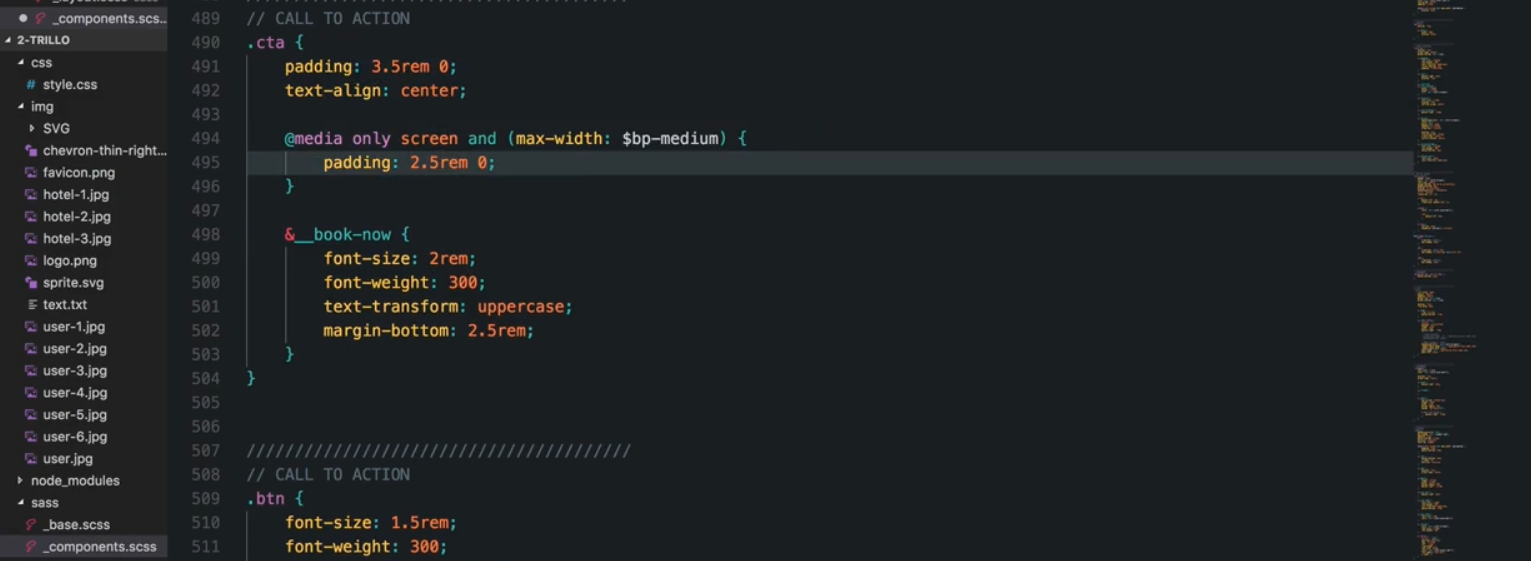 _layout.scss scss
_components.scs...
2-TRILLO
css
# style.css
img
SVG
chevron-thin-right...
favicon.png
hotel-1.jpg
hotel-2.jpg
hotel-3.jpg
logo.png
sprite.svg
text.txt
user-1.jpg
user-2.jpg
user-3.jpg
user-4.jpg
user-5.jpg
user-6.jpg
user.jpg
node_modules
sass
_base.scss
_components.scss
489 // CALL TO ACTION
490 .cta {
491 padding: 3.5rem 0;
492 text-align: center;
493
494 @media only screen and (max-width: $bp-medium) {
495 padding: 2.5rem 0;
496 }
497
498 &__book-now {
499 font-size: 2rem;
500 font-weight: 300;
501 text-transform: uppercase;
502 margin-bottom: 2.5rem;
503 }
504 }
505
506
507 ////////////////////////////////////////
508 // CALL TO ACTION
509 .btn {
510 font-size: 1.5rem;
511 font-weight: 300;